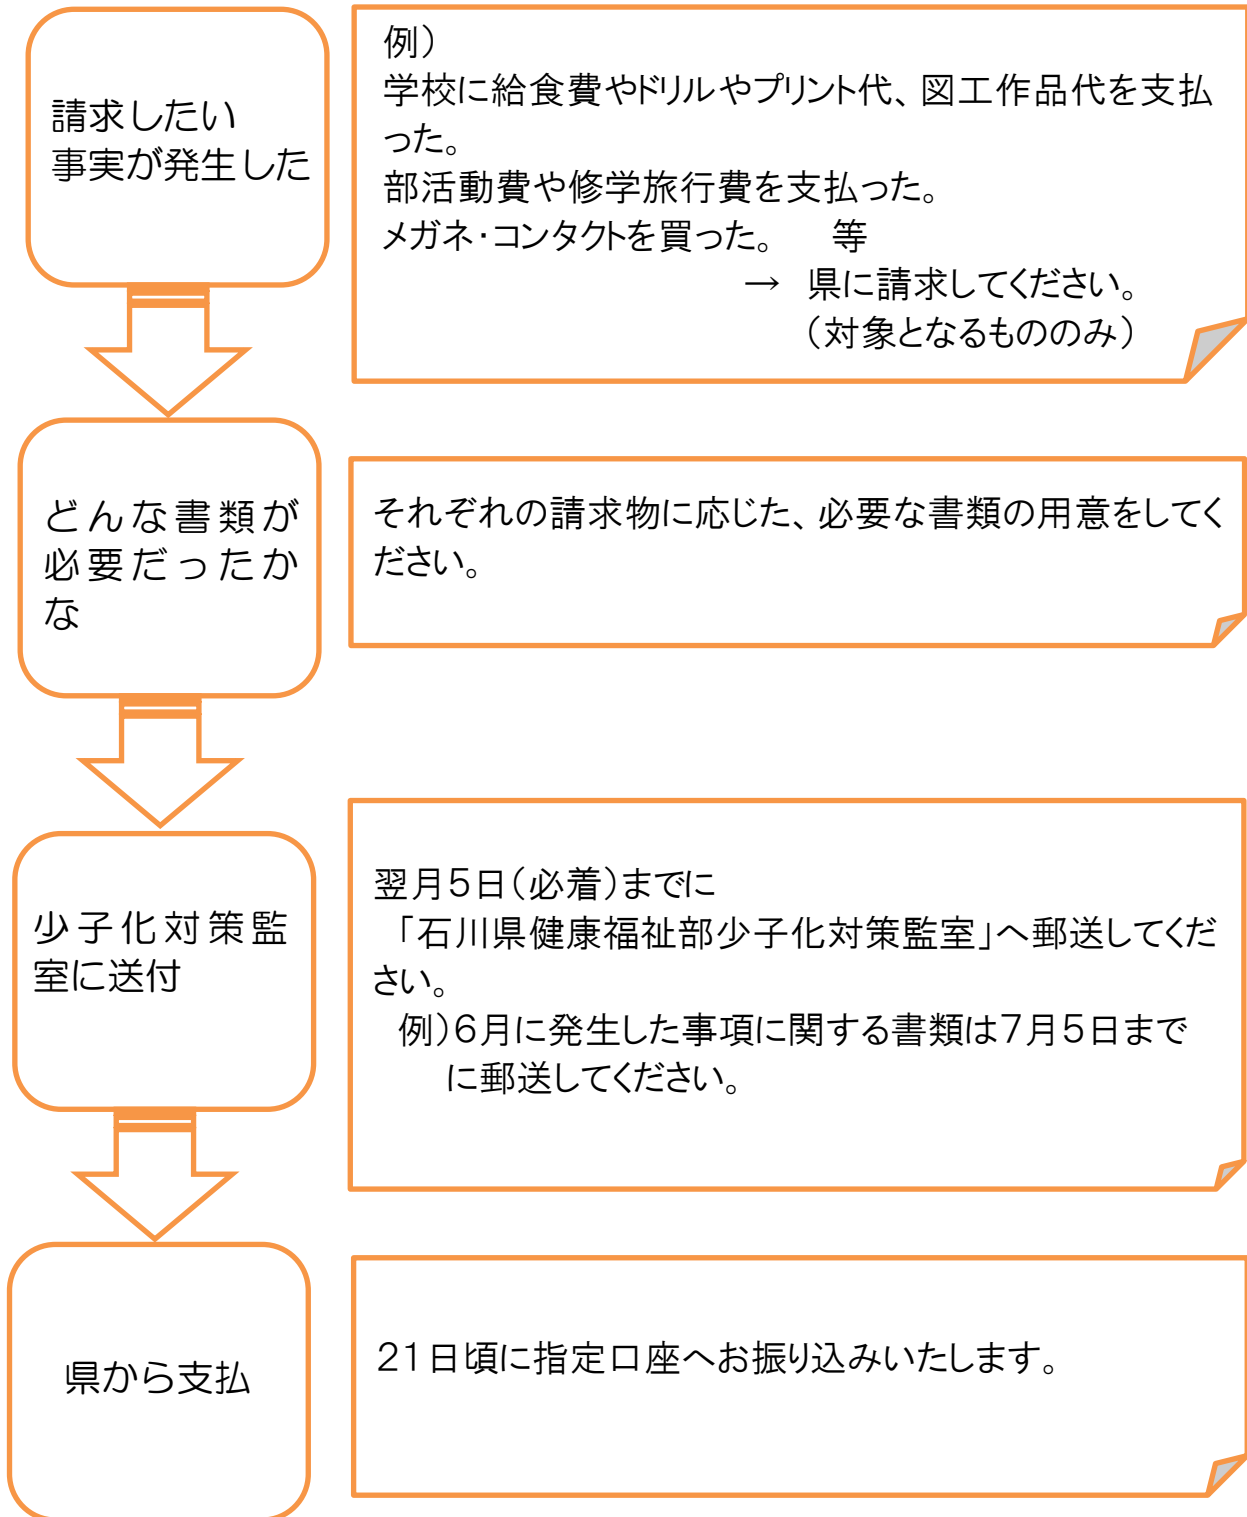 請求したい
事実が発生した
例）
学校に給食費やドリルやプリント代、図工作品代を支払
った。
部活動費や修学旅行費を支払った。
メガネ・コンタクトを買った。　等
→　県に請求してください。
（対象となるもののみ）
どんな書類が
必要だったか
な
それぞれの請求物に応じた、必要な書類の用意をしてく
ださい。
少子化対策監
室に送付
翌月５日（必着）までに
「石川県健康福祉部少子化対策監室」へ郵送してくだ
さい。
例）６月に発生した事項に関する書類は７月５日まで
に郵送してください。
県から支払
２１日頃に指定口座へお振り込みいたします。